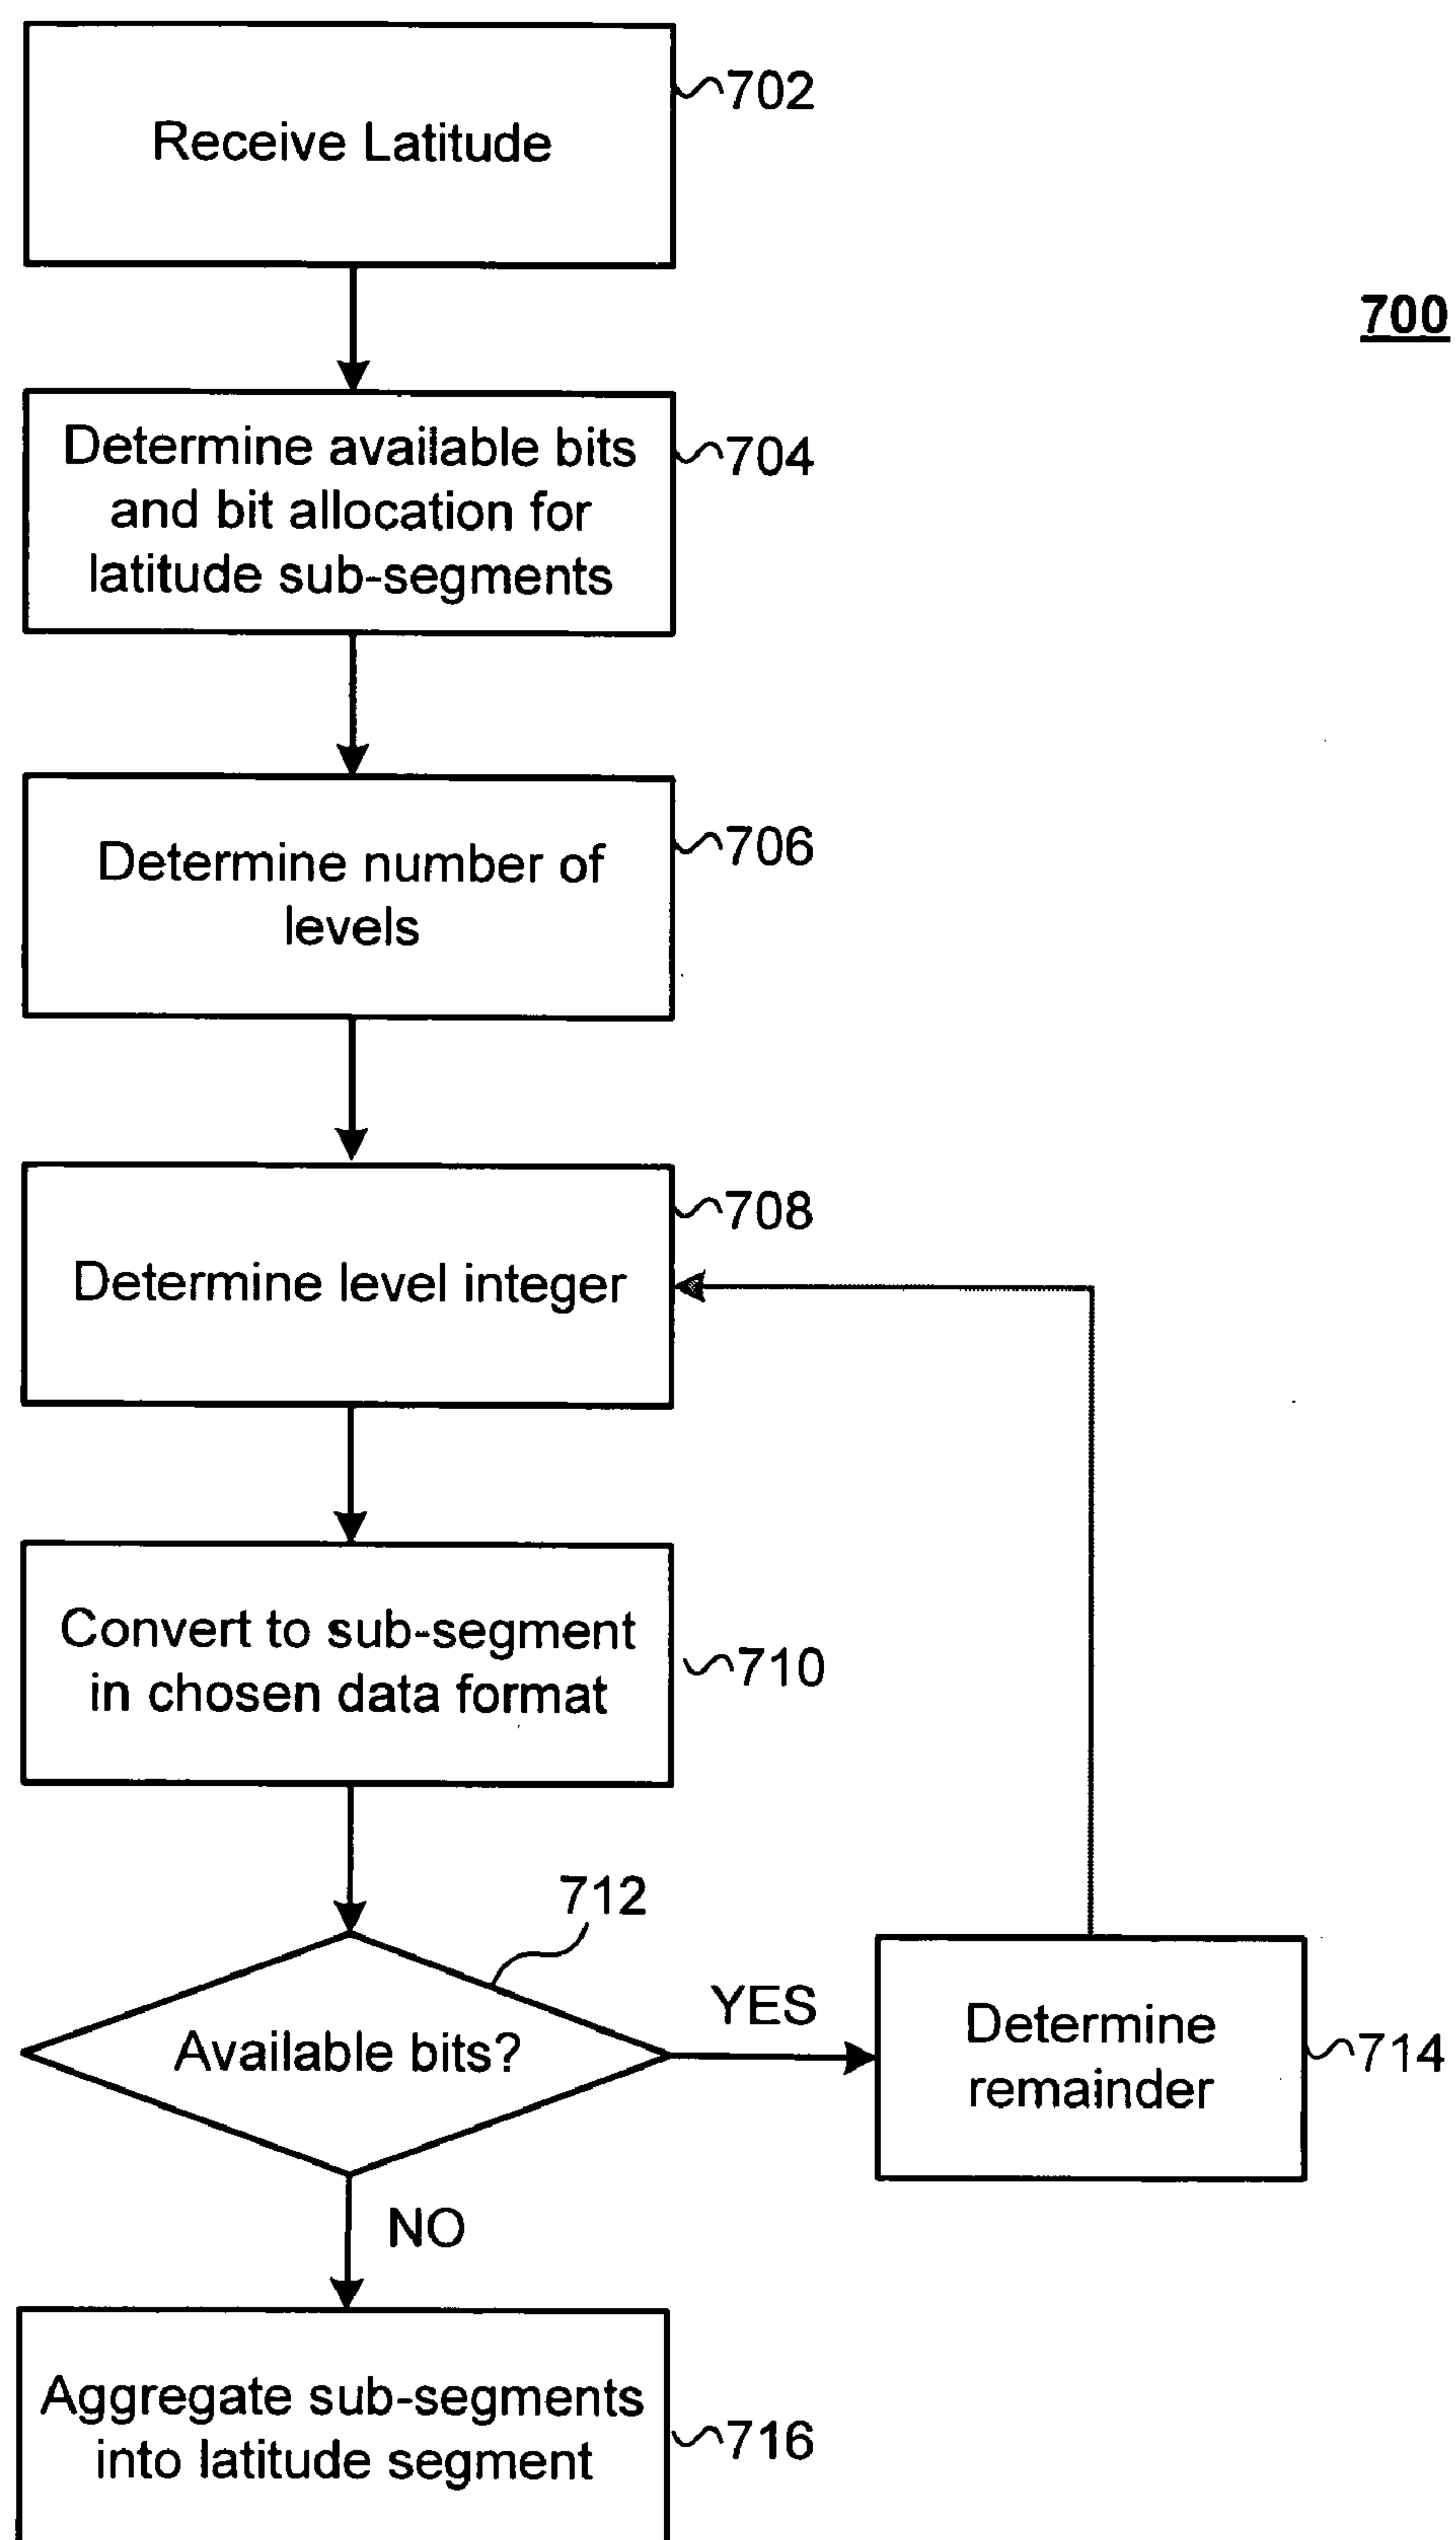 702
Receive Latitude
700
Determine available bits
and bit allocation for
latitude sub-segments
704
Determine number of
levels
706
708
Determine level integer
Convert to sub-segment
in chosen data format
710
712
Available bits?
YES
Determine
remainder
714
NO
Aggregate sub-segments
into latitude segment
716